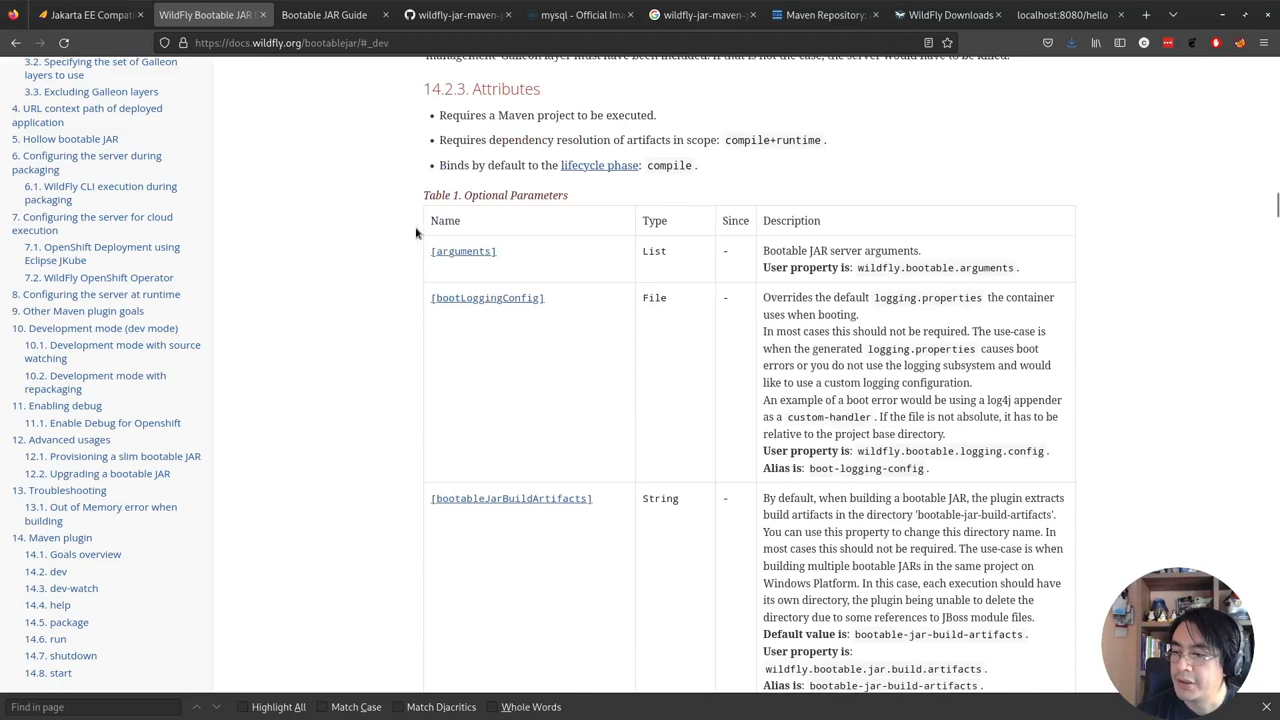 Jakarta EE Compati
WildFly Bootable JAR
Bootable JAR Guide
wildfly-jar-maven-p
mysql - Official Ima
wildfly-jar-maven-p
Maven Repository:
WildFly Downloads
localhost:8080/hello
https://docs.wildfly.org/bootablejar/#_dev
3.2. Specifying the set of Galleon
layers to use
3.3. Excluding Galleon layers
4. URL context path of deployed
application
5. Hollow bootable JAR
6. Configuring the server during
packaging
6.1. WildFly CLI execution during
packaging
7. Configuring the server for cloud
execution
7.1. OpenShift Deployment using
Eclipse JKube
7.2. WildFly OpenShift Operator
8. Configuring the server at runtime
9. Other Maven plugin goals
10. Development mode (dev mode)
10.1. Development mode with source
watching
10.2. Development mode with
repackaging
11. Enabling debug
11.1. Enable Debug for Openshift
12. Advanced usages
12.1. Provisioning a slim bootable JAR
12.2. Upgrading a bootable JAR
13. Troubleshooting
13.1. Out of Memory error when
building
14. Maven plugin
14.1. Goals overview
14.2. dev
14.3. dev-watch
14.4. help
14.5. package
14.6. run
14.7. shutdown
14.8. start
management Galleon layer must have been included. If that is not the case, the server would have to be killed.
14.2.3. Attributes
• Requires a Maven project to be executed.
• Requires dependency resolution of artifacts in scope: compile+runtime.
• Binds by default to the lifecycle phase: compile.
Table 1. Optional Parameters
Name Type Since Description
[arguments] List - Bootable JAR server arguments.
User property is: wildfly.bootable.arguments.
[bootLoggingConfig] File - Overrides the default logging.properties the container
uses when booting.
In most cases this should not be required. The use-case is
when the generated logging.properties causes boot
errors or you do not use the logging subsystem and would
like to use a custom logging configuration.
An example of a boot error would be using a log4j appender
as a custom-handler. If the file is not absolute, it has to be
relative to the project base directory.
User property is: wildfly.bootable.logging.config.
Alias is: boot-logging-config.
[bootableJarBuildArtifacts] String - By default, when building a bootable JAR, the plugin extracts
build artifacts in the directory 'bootable-jar-build-artifacts'.
You can use this property to change this directory name. In
most cases this should not be required. The use-case is when
building multiple bootable JARs in the same project on
Windows Platform. In this case, each execution should have
its own directory, the plugin being unable to delete the
directory due to some references to JBoss module files.
Default value is: bootable-jar-build-artifacts.
User property is:
wildfly.bootable.jar.build.artifacts.
Alias is: bootable-jar-build-artifacts.
Find in page
Highlight All
Match Case
Match Diacritics
Whole Words